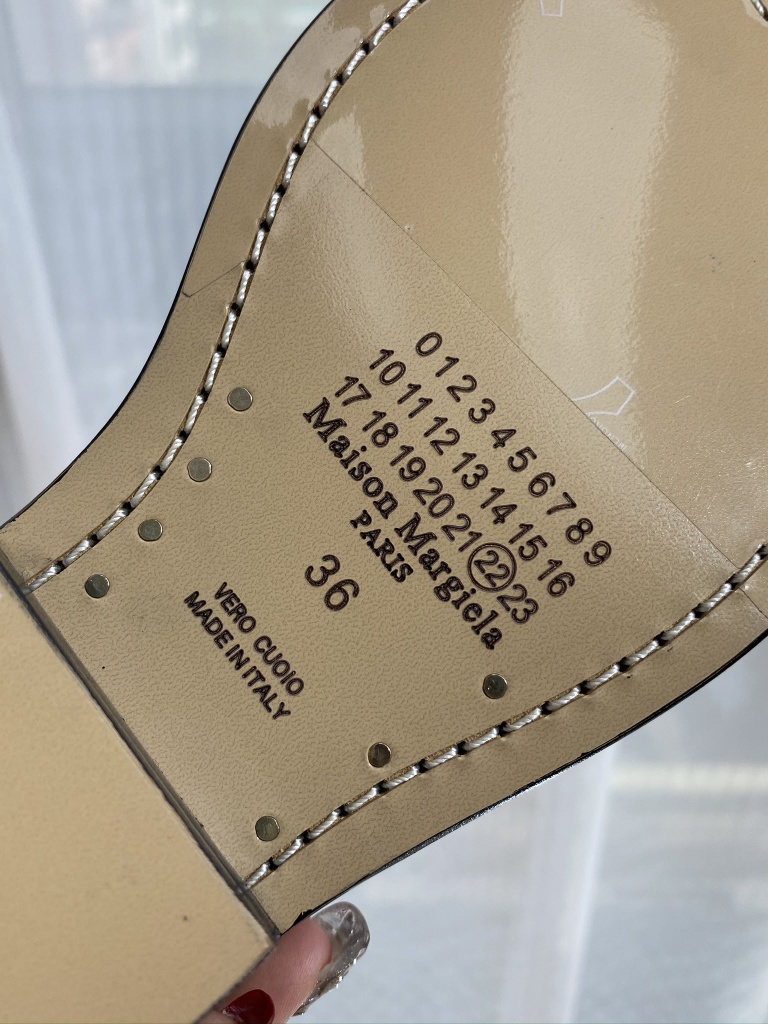 0 1 2 3 4 5 6 7 8 9
10 11 12 13 14 15 16
17 18 19 20 21 22 23
Maison Margiela
PARIS
36
VERO CUOIO
MADE IN ITALY